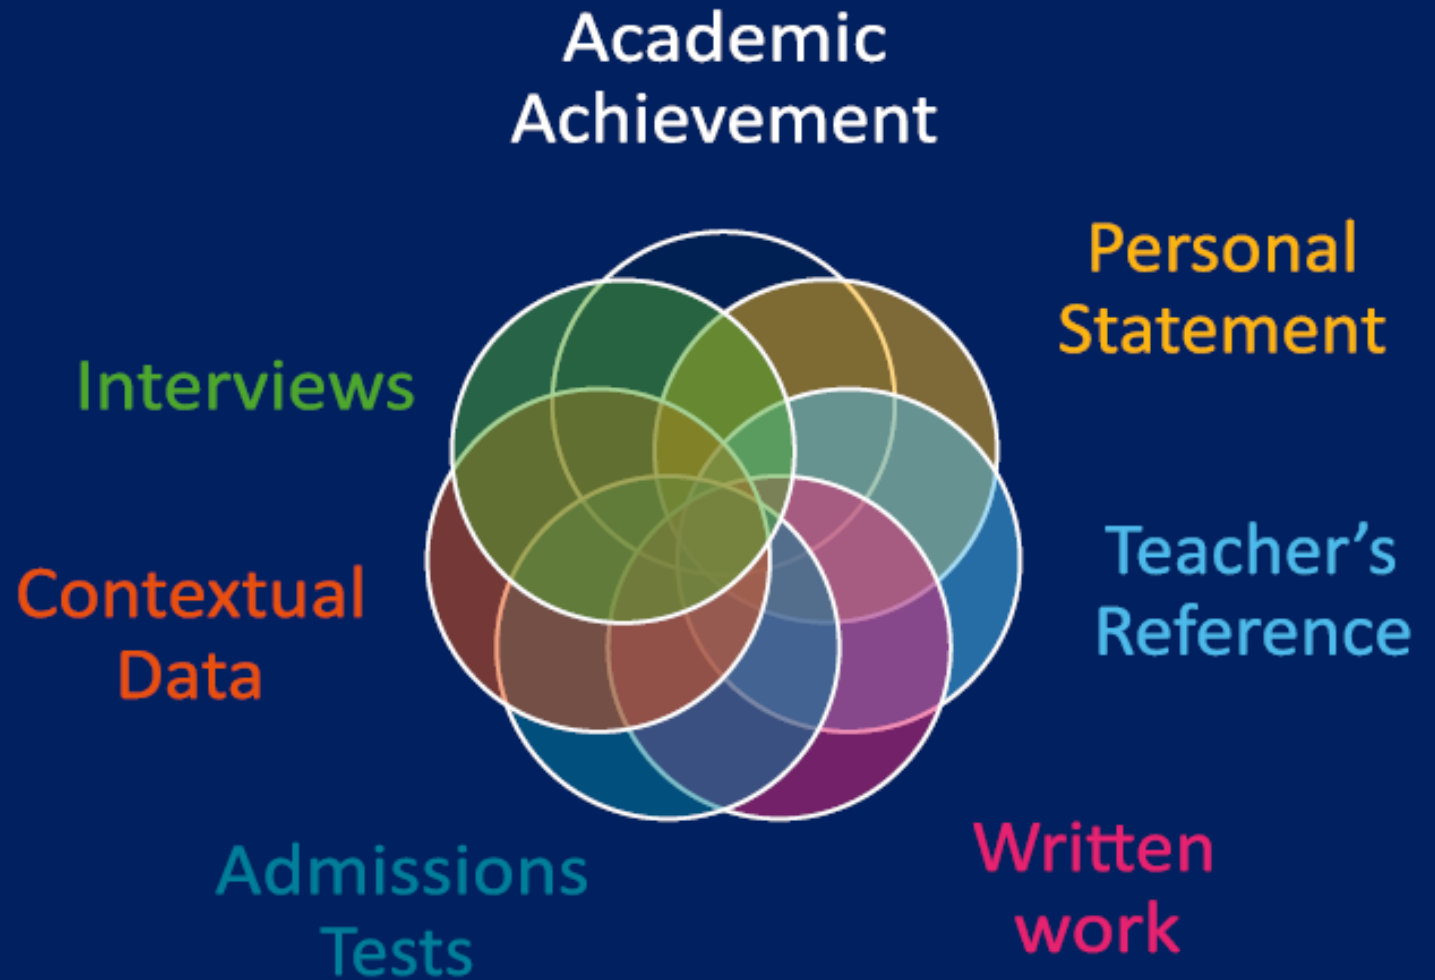 Academic
Achievement
Personal
Statement
Interviews
Teacher’s
Reference
Contextual
Data
Written
work
Admissions
Tests